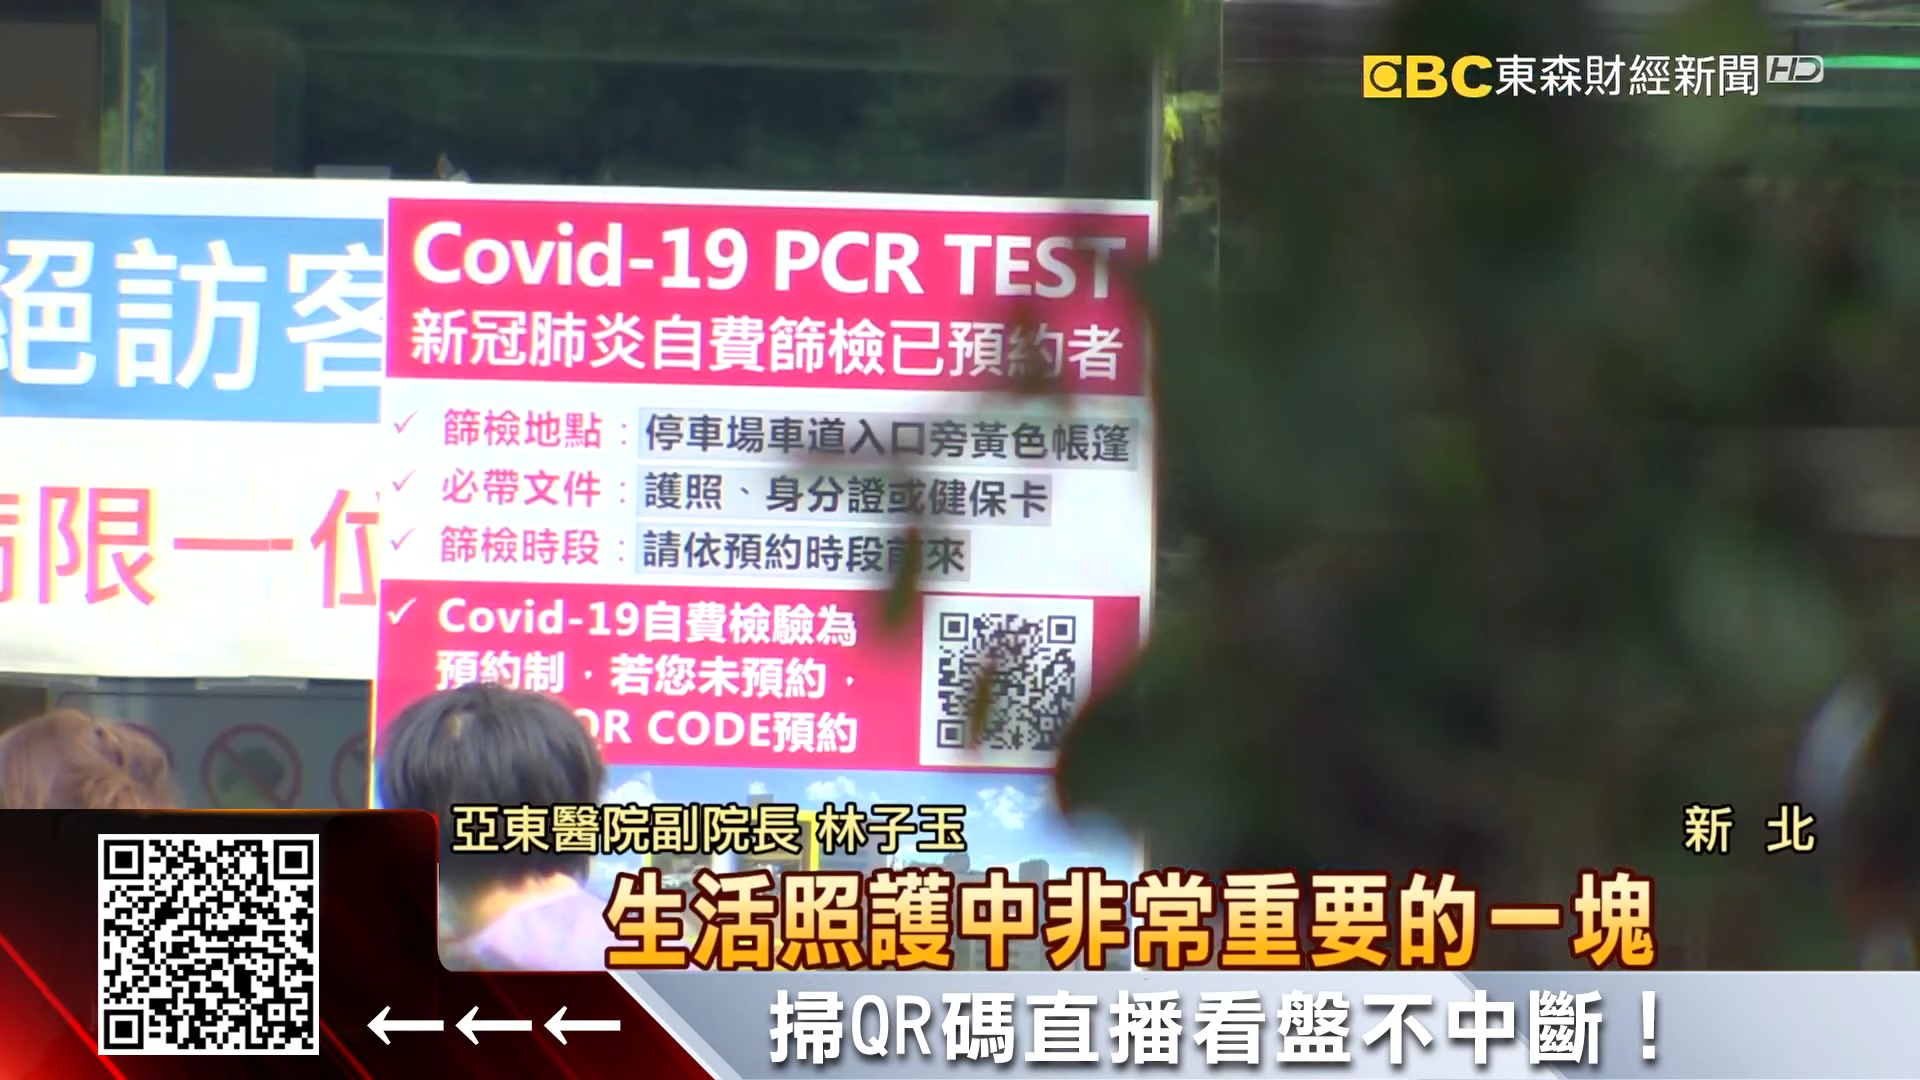 EBC東森財經新聞HD
絕訪客
病限一位
Covid-19 PCR TEST
新冠肺炎自費篩檢已預約者
✓ 篩檢地點：停車場車道入口旁黃色帳篷
✓ 必帶文件：護照、身分證或健保卡
✓ 篩檢時段：請依預約時段前來
✓ Covid-19自費檢驗為
預約制，若您未預約，
QR CODE預約
亞東醫院副院長 林子玉
新 北
生活照護中非常重要的一塊
←←← 掃QR碼直播看盤不中斷！